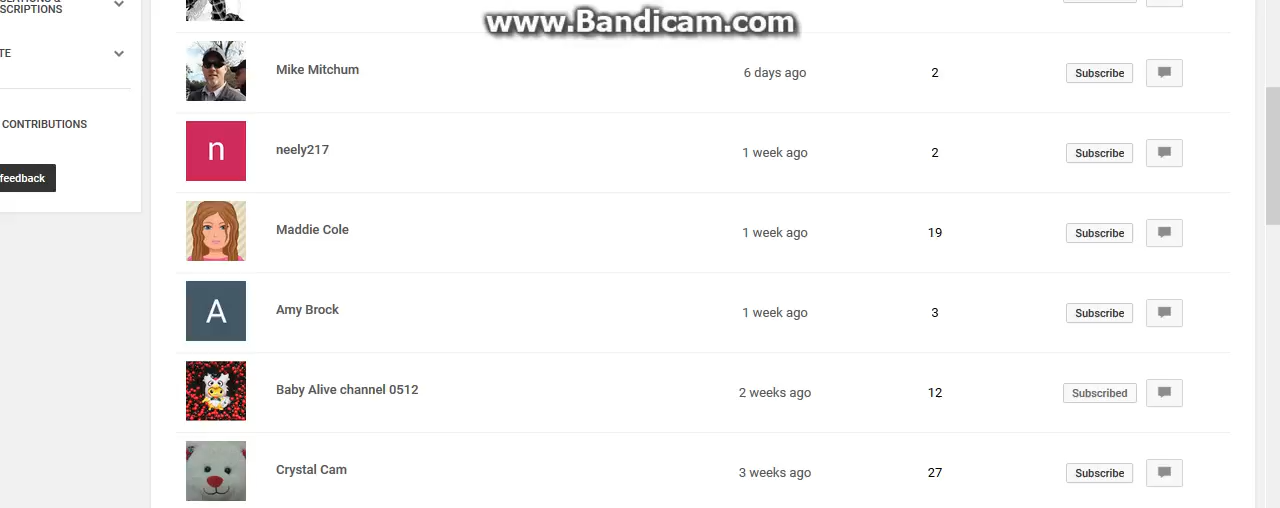 SCRIPTIONS
www.Bandicam.com
TE
Mike Mitchum
6 days ago
2
Subscribe
CONTRIBUTIONS
n
neely217
1 week ago
2
Subscribe
feedback
Maddie Cole
1 week ago
19
Subscribe
A
Amy Brock
1 week ago
3
Subscribe
Baby Alive channel 0512
2 weeks ago
12
Subscribed
Crystal Cam
3 weeks ago
27
Subscribe